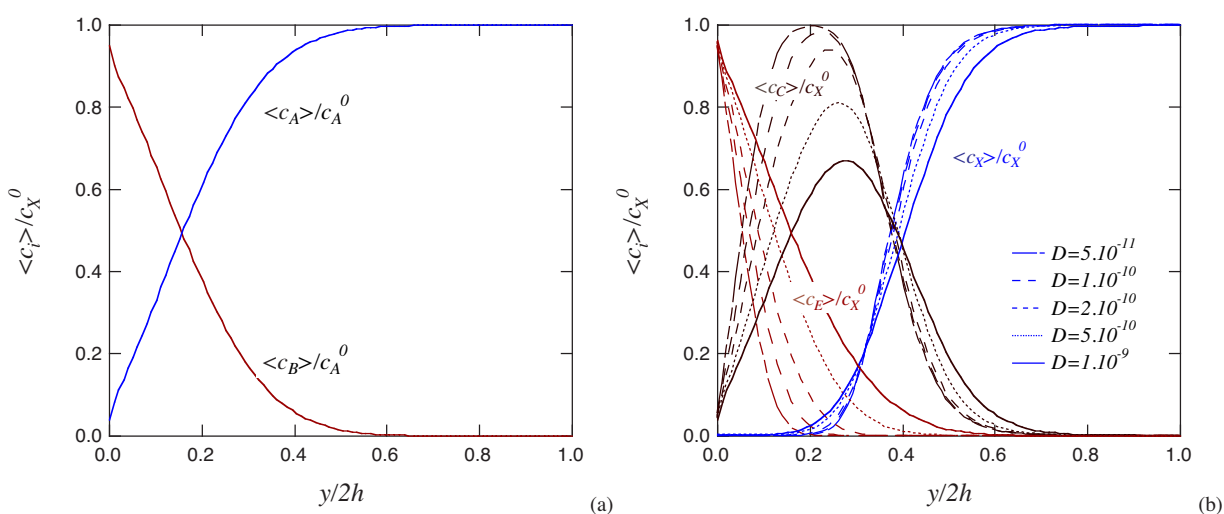 1.0
0.8
0.6
0.4
0.2
0.0
<c_i>/c_X^0
<c_A>/c_A^0
<c_B>/c_A^0
0.0 0.2 0.4 0.6 0.8 1.0
y/2h
(a)
1.0
0.8
0.6
0.4
0.2
0.0
<c_i>/c_X^0
<c_C>/c_X^0
<c_X>/c_X^0
<c_E>/c_X^0
D=5.10^-11
D=1.10^-10
D=2.10^-10
D=5.10^-10
D=1.10^-9
0.0 0.2 0.4 0.6 0.8 1.0
y/2h
(b)